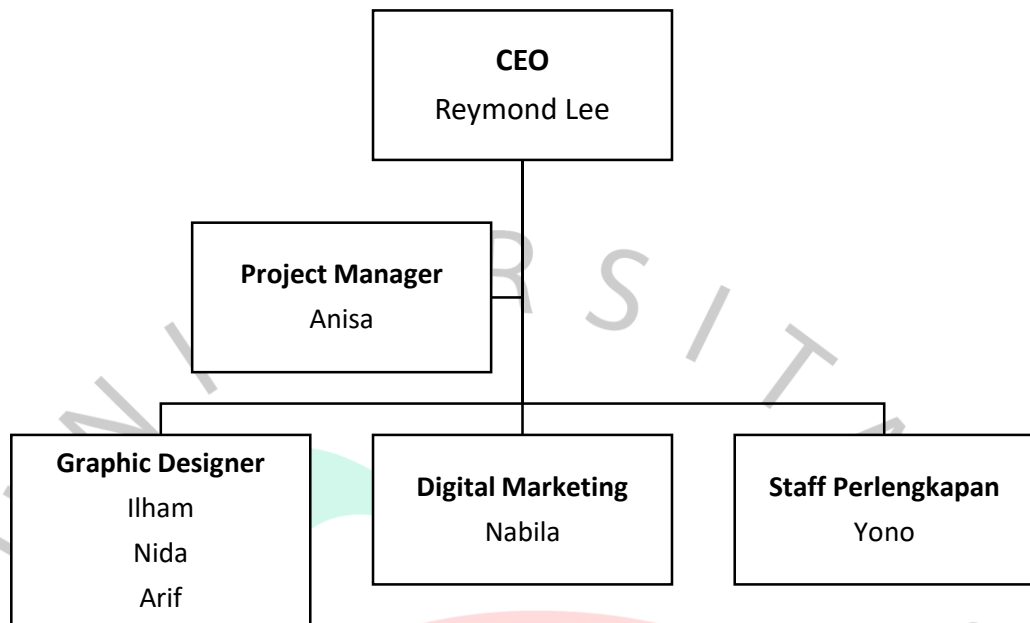 CEO
Reymond Lee
Project Manager
Anisa
Graphic Designer
Ilham
Nida
Arif
Digital Marketing
Nabila
Staff Perlengkapan
Yono